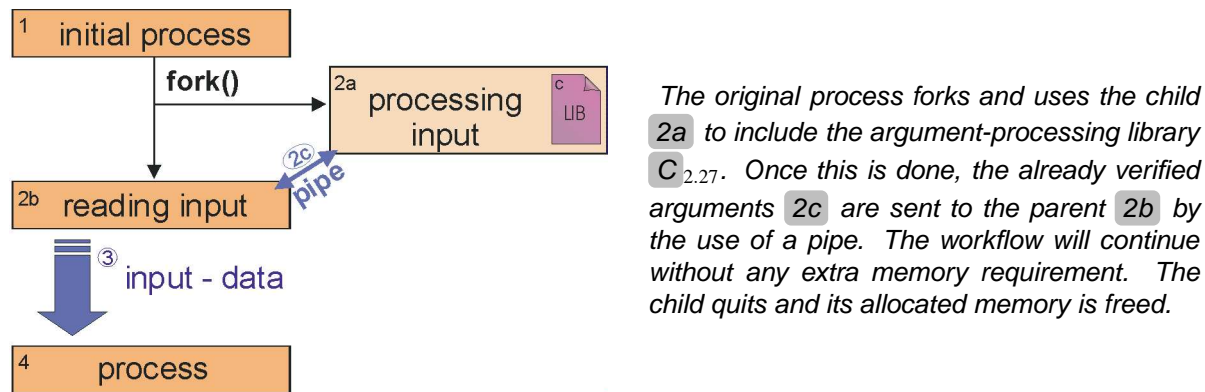 1 initial process
fork()
2a processing
input
c
LIB
2c
pipe
2b reading input
3
input - data
4 process
The original process forks and uses the child
2a to include the argument-processing library
C 2.27. Once this is done, the already verified
arguments 2c are sent to the parent 2b by
the use of a pipe. The workflow will continue
without any extra memory requirement. The
child quits and its allocated memory is freed.